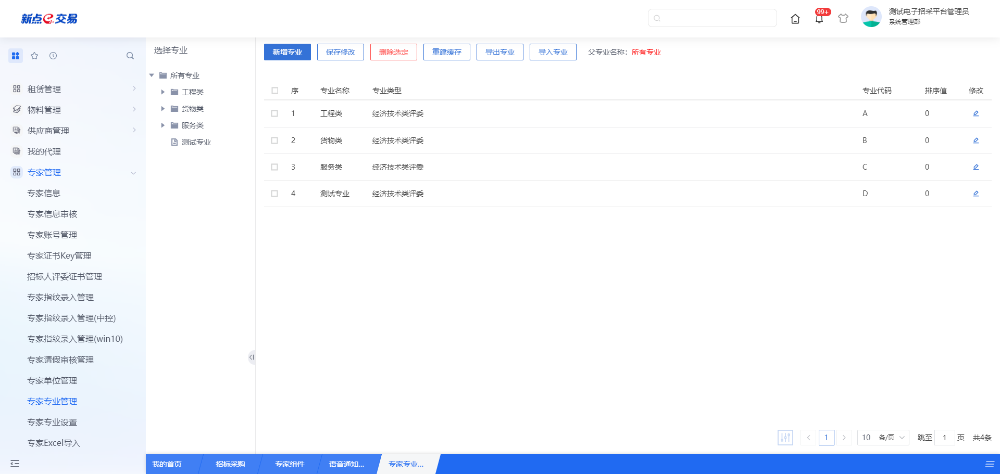 新点e交易
99+
测试电子招采平台管理员
系统管理部
租赁管理
物料管理
供应商管理
我的代理
专家管理
专家信息
专家信息审核
专家账号管理
专家证书Key管理
招标人评委证书管理
专家指纹录入管理
专家指纹录入管理(中控)
专家指纹录入管理(win10)
专家请假审核管理
专家单位管理
专家专业管理
专家专业设置
专家Excel导入
选择专业
所有专业
工程类
货物类
服务类
测试专业
新增专业 保存修改 删除选定 重建缓存 导出专业 导入专业 父专业名称：所有专业
序 专业名称 专业类型 专业代码 排序值 修改
1 工程类 经济技术类评委 A 0
2 货物类 经济技术类评委 B 0
3 服务类 经济技术类评委 C 0
4 测试专业 经济技术类评委 D 0
1 10 条/页 跳至 1 页 共4条
我的首页 招标采购 专家组件 语音通知... 专家专业...